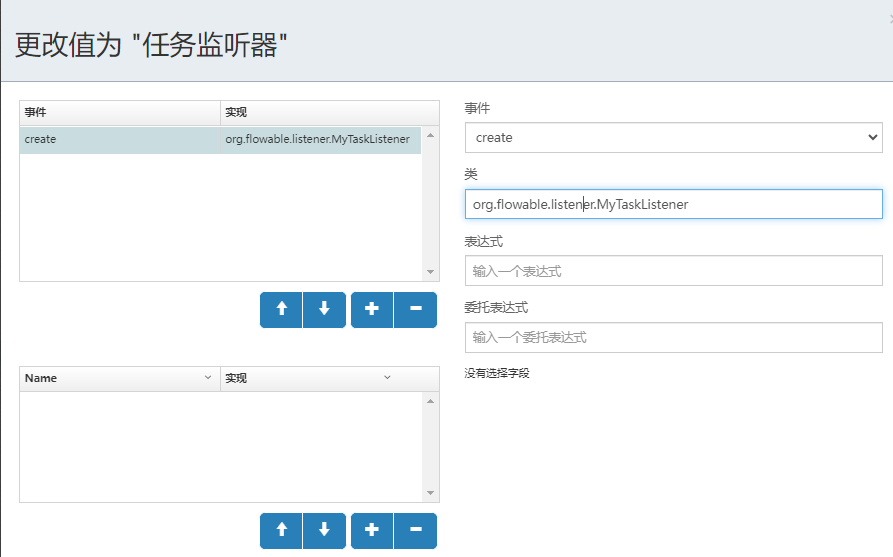 更改值为 "任务监听器"
事件 实现
create org.flowable.listener.MyTaskListener
Name 实现
事件
create
类
org.flowable.listener.MyTaskListener
表达式
输入一个表达式
委托表达式
输入一个委托表达式
没有选择字段